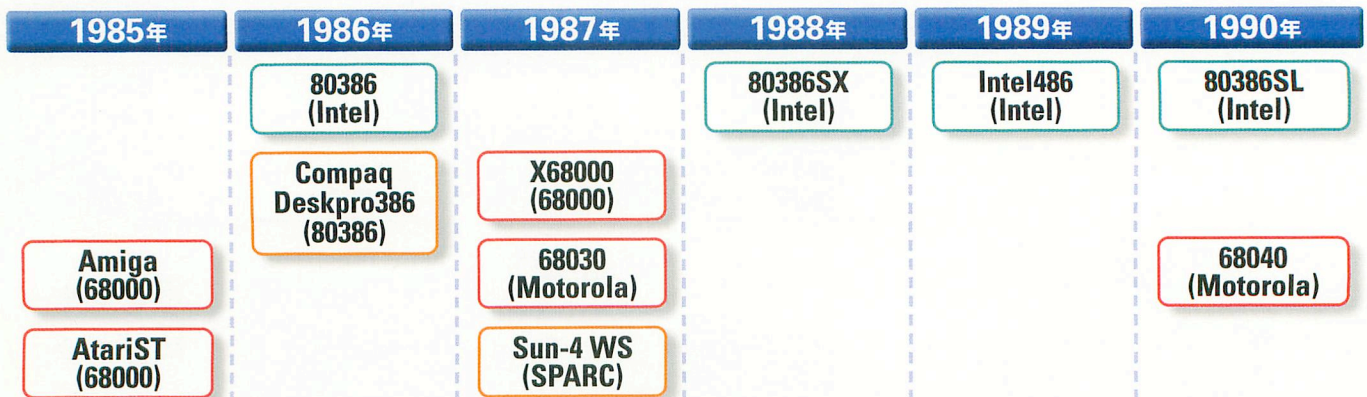 1985年
1986年
1987年
1988年
1989年
1990年
80386
(Intel)
80386SX
(Intel)
Intel486
(Intel)
80386SL
(Intel)
Compaq
Deskpro386
(80386)
X68000
(68000)
Amiga
(68000)
68030
(Motorola)
68040
(Motorola)
AtariST
(68000)
Sun-4 WS
(SPARC)